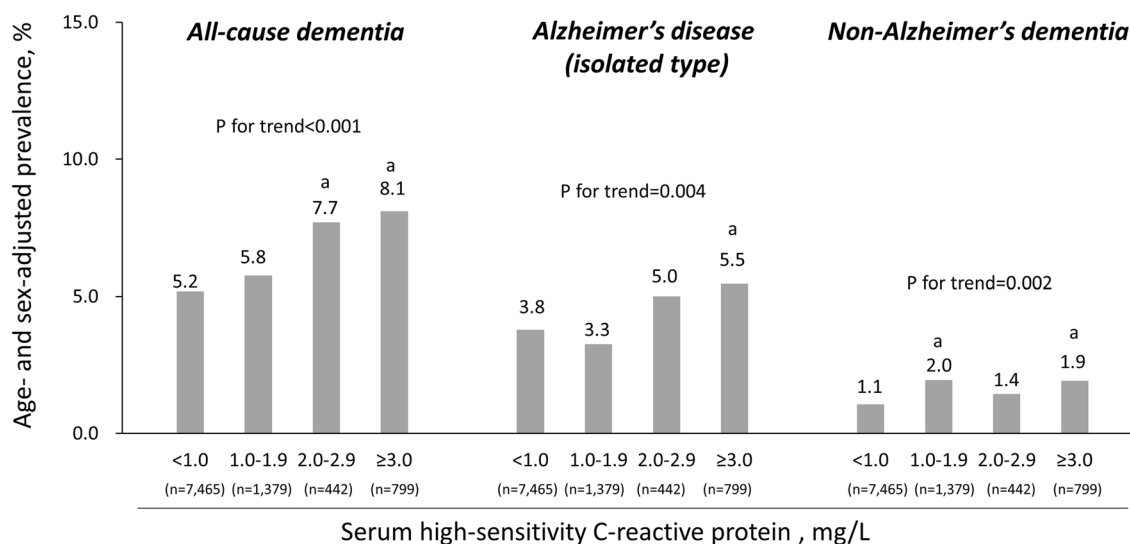 Age- and sex-adjusted prevalence, %
15.0
10.0
5.0
0.0
All-cause dementia
P for trend<0.001
5.2
5.8
a
7.7
a
8.1
<1.0 1.0-1.9 2.0-2.9 ≥3.0
(n=7,465) (n=1,379) (n=442) (n=799)
Alzheimer’s disease
(isolated type)
P for trend=0.004
3.8
3.3
5.0
a
5.5
<1.0 1.0-1.9 2.0-2.9 ≥3.0
(n=7,465) (n=1,379) (n=442) (n=799)
Non-Alzheimer’s dementia
P for trend=0.002
1.1
a
2.0
1.4
a
1.9
<1.0 1.0-1.9 2.0-2.9 ≥3.0
(n=7,465) (n=1,379) (n=442) (n=799)
Serum high-sensitivity C-reactive protein , mg/L